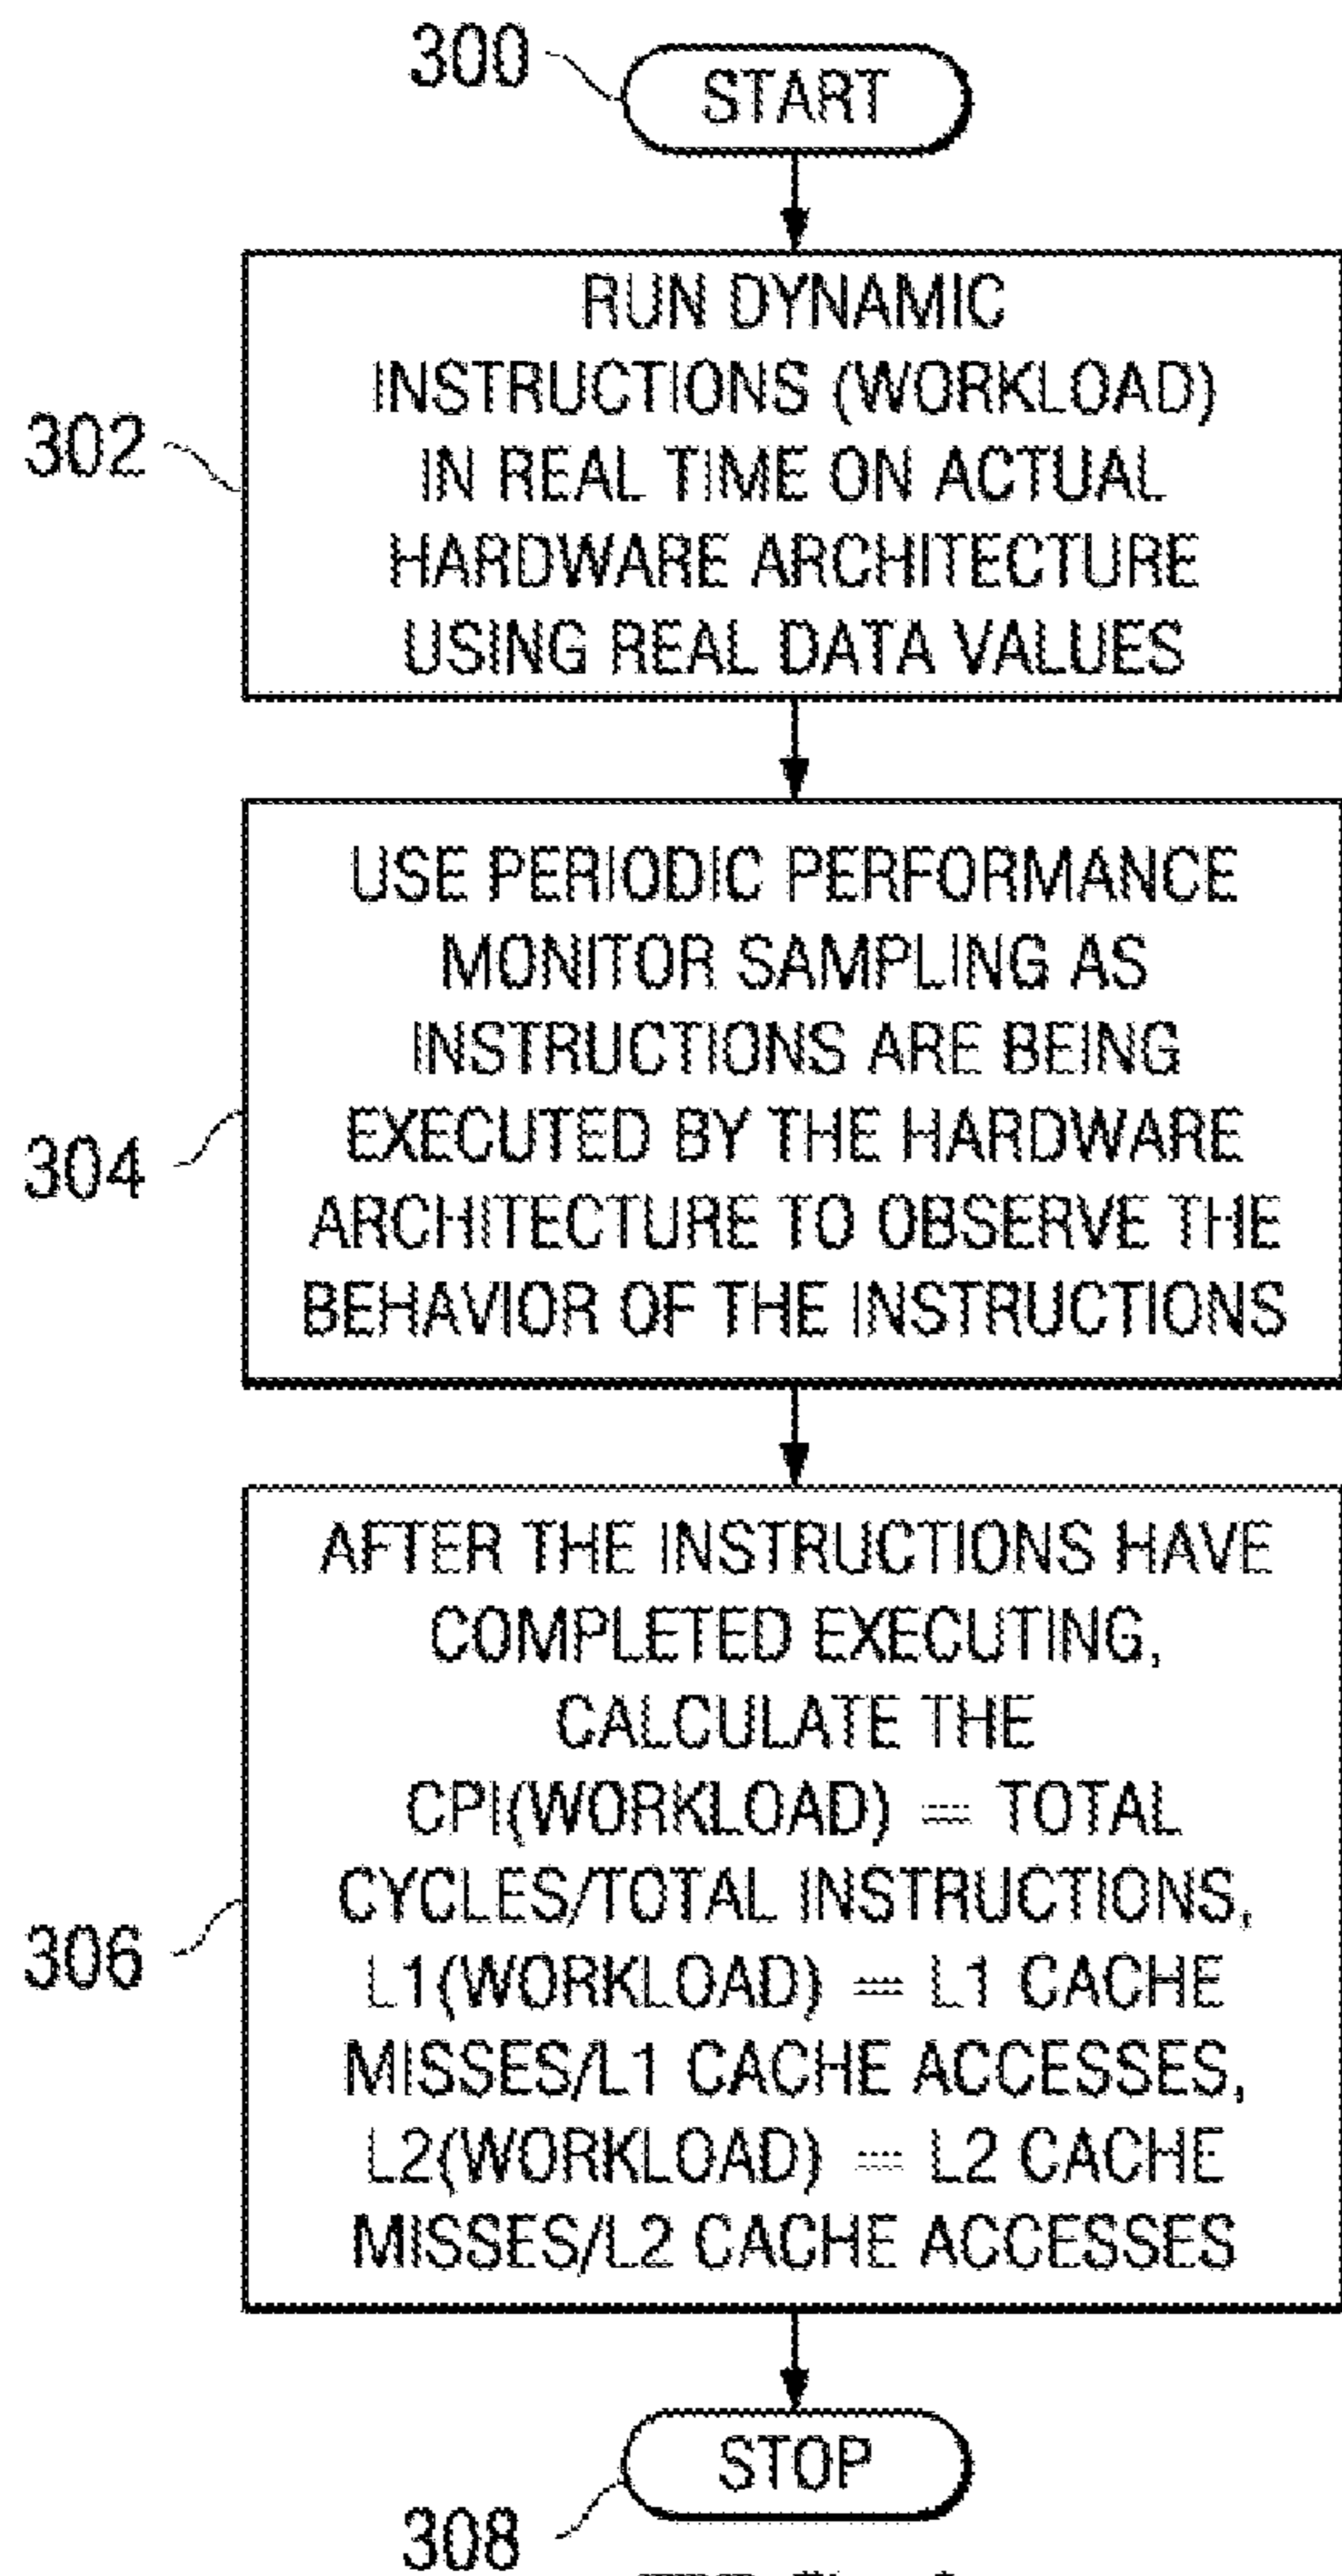 300
START
302
RUN DYNAMIC
INSTRUCTIONS (WORKLOAD)
IN REAL TIME ON ACTUAL
HARDWARE ARCHITECTURE
USING REAL DATA VALUES
304
USE PERIODIC PERFORMANCE
MONITOR SAMPLING AS
INSTRUCTIONS ARE BEING
EXECUTED BY THE HARDWARE
ARCHITECTURE TO OBSERVE THE
BEHAVIOR OF THE INSTRUCTIONS
306
AFTER THE INSTRUCTIONS HAVE
COMPLETED EXECUTING,
CALCULATE THE
CPI(WORKLOAD) = TOTAL
CYCLES/TOTAL INSTRUCTIONS,
L1(WORKLOAD) = L1 CACHE
MISSES/L1 CACHE ACCESSES,
L2(WORKLOAD) = L2 CACHE
MISSES/L2 CACHE ACCESSES
STOP
308